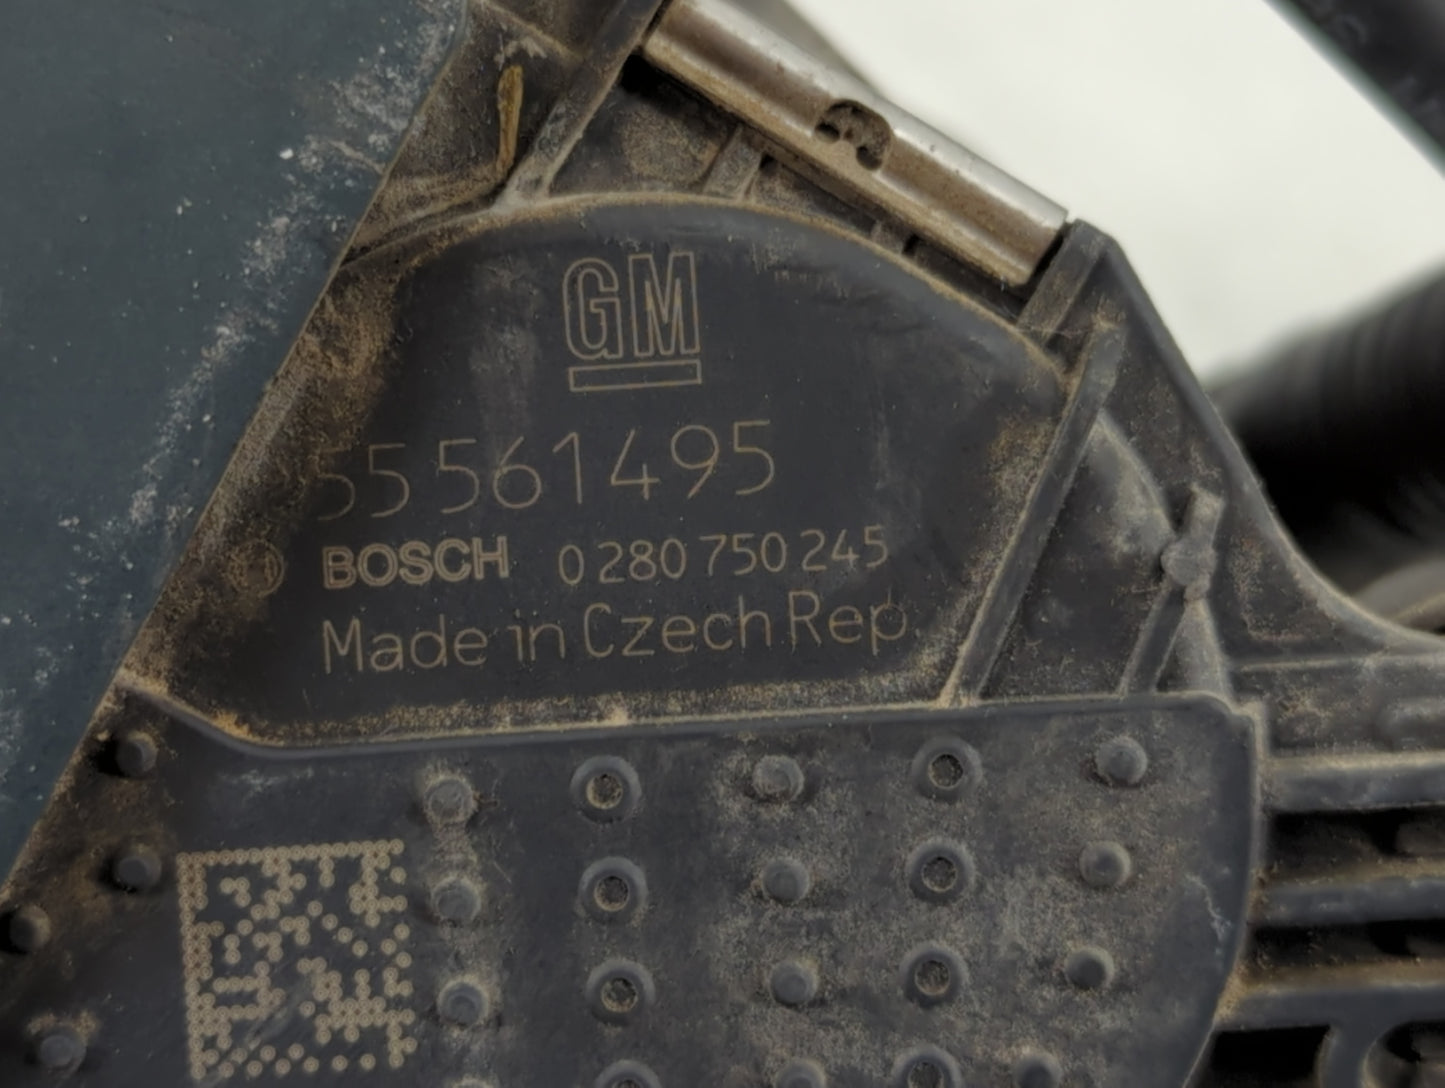 GM
55561495
BOSCH 0 280 750 245
Made in Czech Rep.